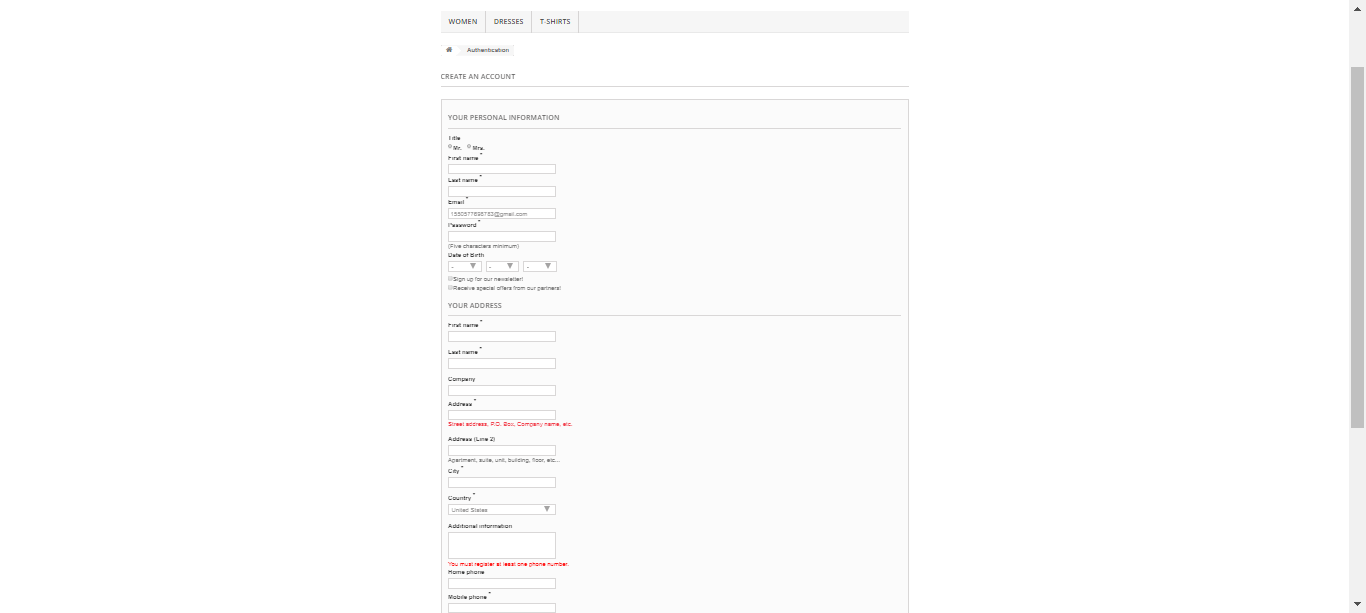 WOMEN DRESSES T-SHIRTS
Authentication
CREATE AN ACCOUNT
YOUR PERSONAL INFORMATION
Title
Mr. Mrs.
First name *
Last name *
Email *
@gmail.com
Password *
(Five characters minimum)
Date of Birth
- - -
Sign up for our newsletter!
Receive special offers from our partners!
YOUR ADDRESS
First name *
Last name *
Company
Address *
Street address, P.O. Box, Company name, etc.
Address (Line 2)
Apartment, suite, unit, building, floor, etc...
City *
Country *
United States
Additional information
You must register at least one phone number.
Home phone
Mobile phone *